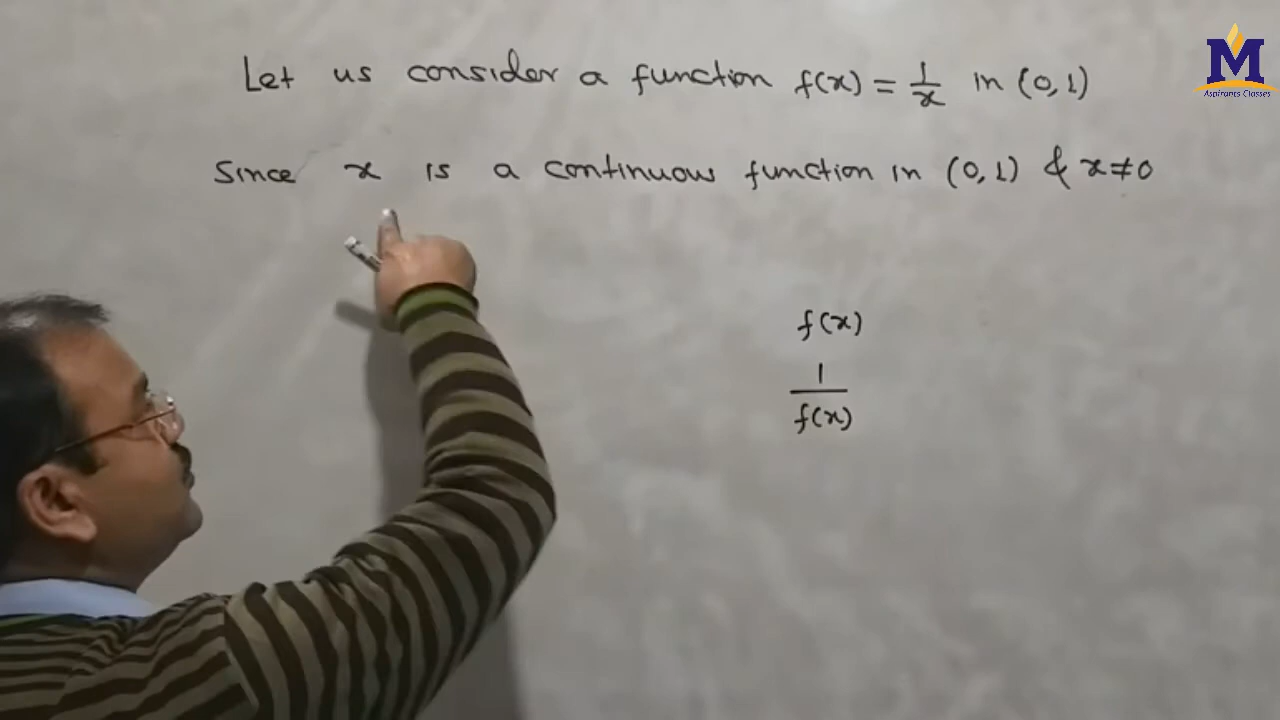 Let us consider a function f(x) = 1/x in (0,1)
Since x is a continuous function in (0,1) & x≠0
f(x)
1/f(x)
M
Aspirants Classes